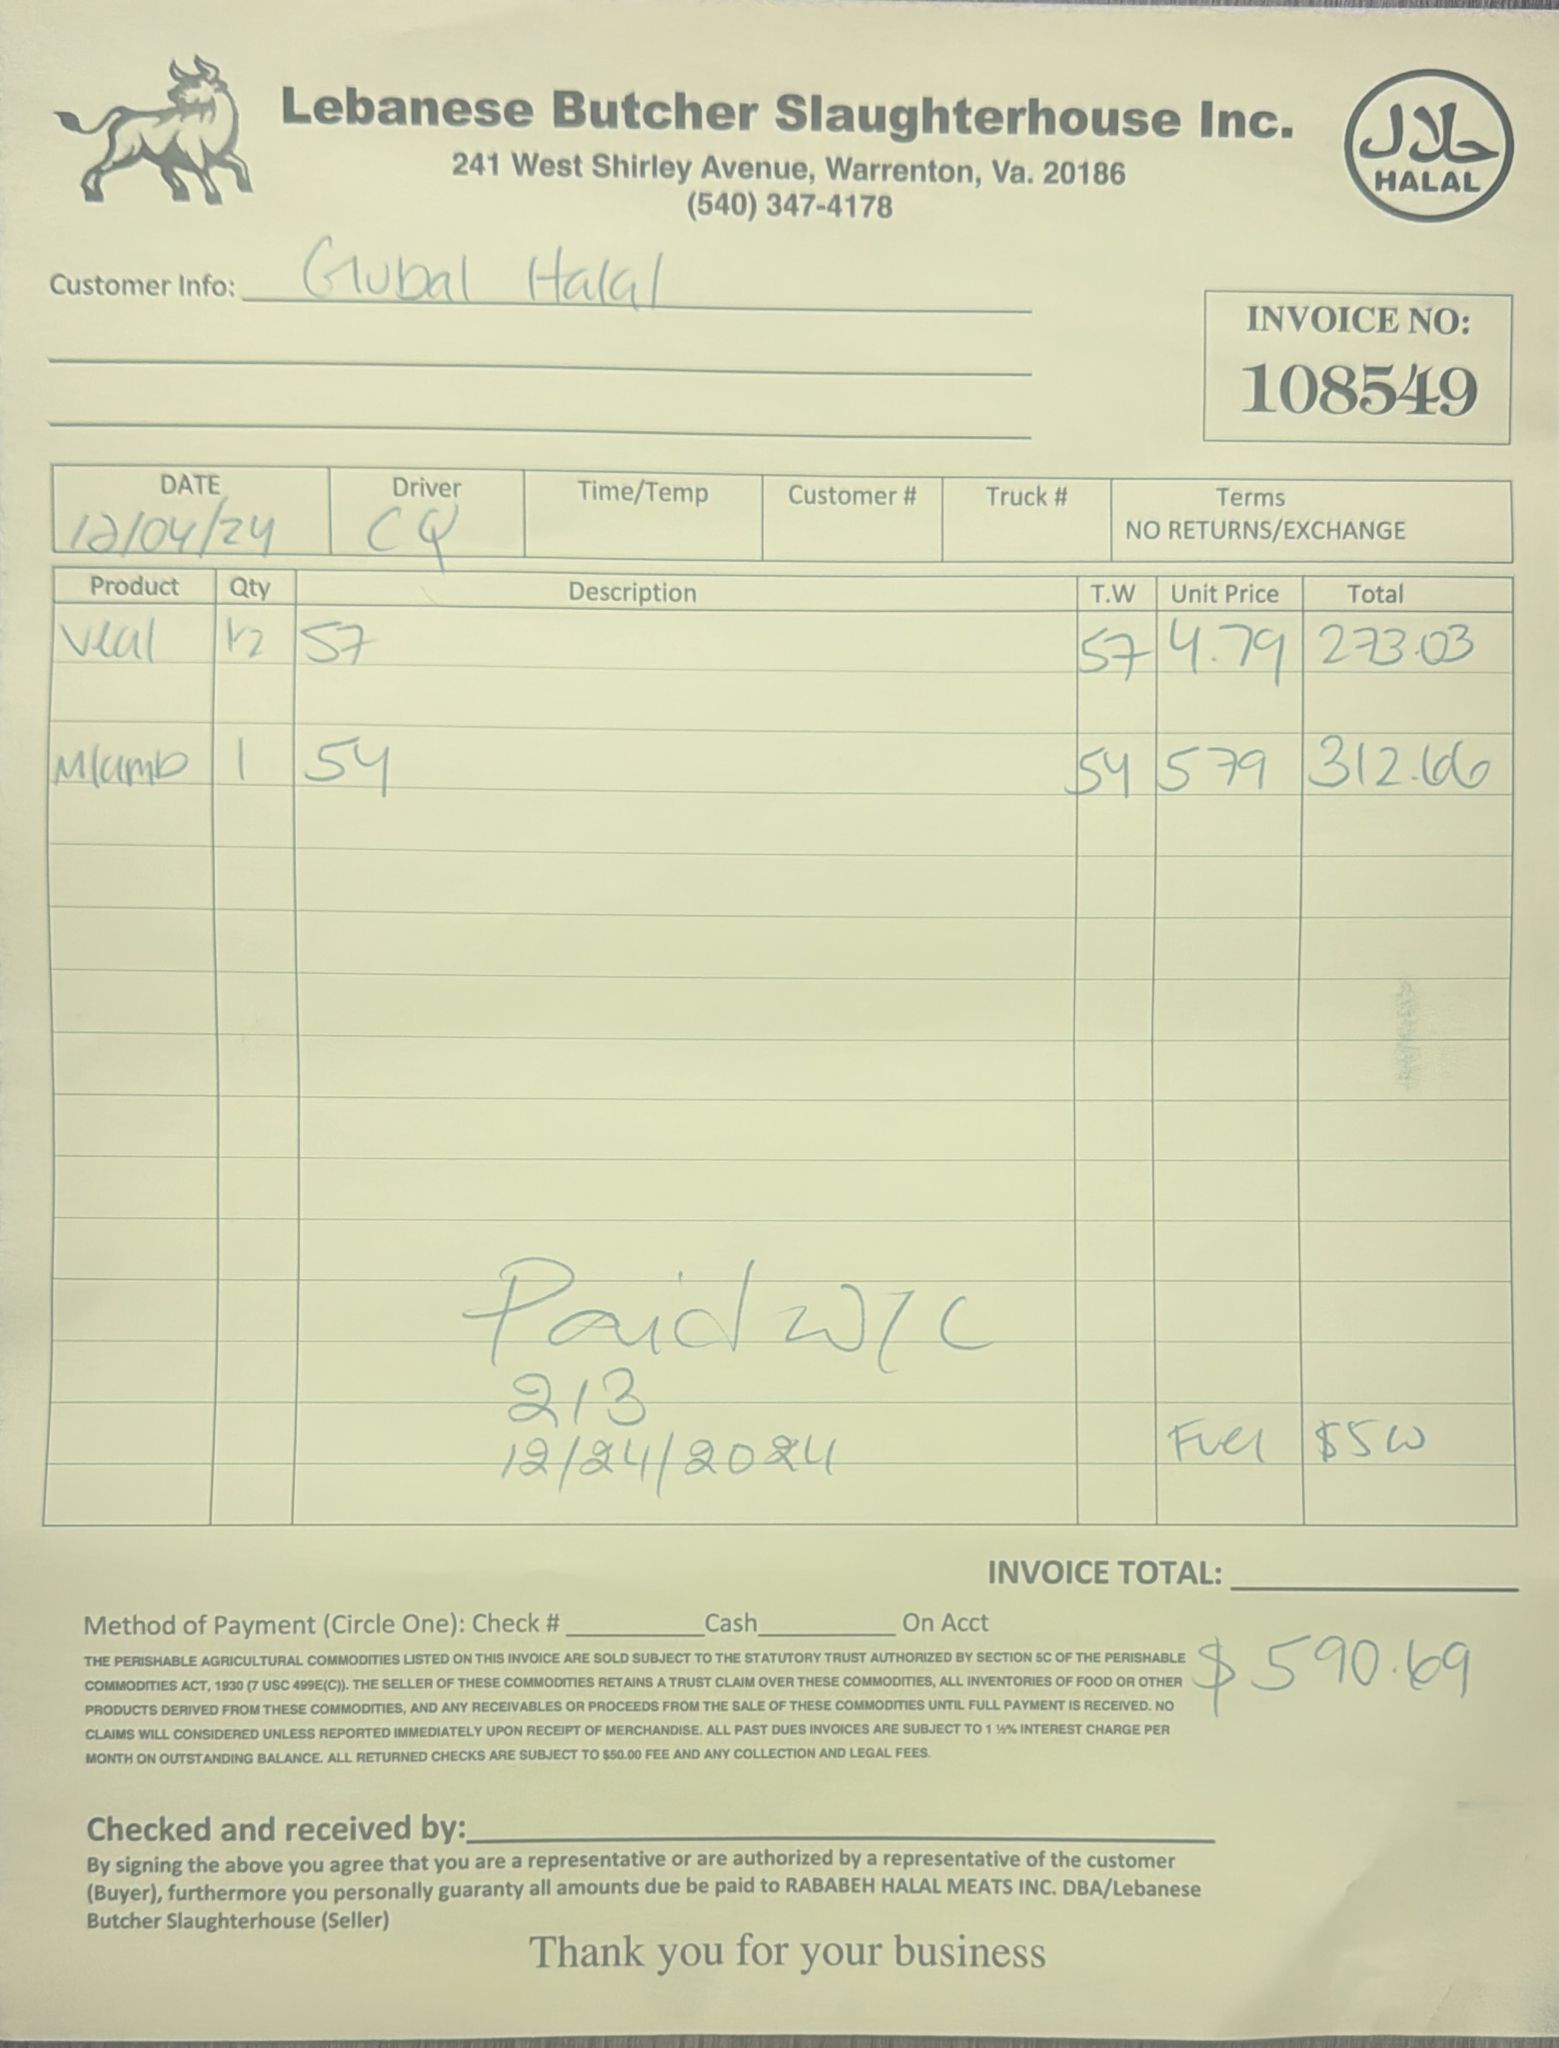 Lebanese Butcher Slaughterhouse Inc.
241 West Shirley Avenue, Warrenton, Va. 20186
(540) 347-4178
حلال
HALAL
Customer Info: Glubal Halal
INVOICE NO:
108549
DATE Driver Time/Temp Customer # Truck # Terms
12/04/24 CQ NO RETURNS/EXCHANGE
Product Qty Description T.W Unit Price Total
Veal 1/2 57 57 4.79 273.03
M/amb 1 54 54 579 312.66
Paid W/C
213
12/24/2024
Fuel $500
INVOICE TOTAL:
Method of Payment (Circle One): Check # Cash On Acct
$590.69
THE PERISHABLE AGRICULTURAL COMMODITIES LISTED ON THIS INVOICE ARE SOLD SUBJECT TO THE STATUTORY TRUST AUTHORIZED BY SECTION 5C OF THE PERISHABLE
COMMODITIES ACT, 1930 (7 USC 499E(C)). THE SELLER OF THESE COMMODITIES RETAINS A TRUST CLAIM OVER THESE COMMODITIES, ALL INVENTORIES OF FOOD OR OTHER
PRODUCTS DERIVED FROM THESE COMMODITIES, AND ANY RECEIVABLES OR PROCEEDS FROM THE SALE OF THESE COMMODITIES UNTIL FULL PAYMENT IS RECEIVED. NO
CLAIMS WILL CONSIDERED UNLESS REPORTED IMMEDIATELY UPON RECEIPT OF MERCHANDISE. ALL PAST DUES INVOICES ARE SUBJECT TO 1 ½% INTEREST CHARGE PER
MONTH ON OUTSTANDING BALANCE. ALL RETURNED CHECKS ARE SUBJECT TO $50.00 FEE AND ANY COLLECTION AND LEGAL FEES.
Checked and received by:
By signing the above you agree that you are a representative or are authorized by a representative of the customer
(Buyer), furthermore you personally guaranty all amounts due be paid to RABABEH HALAL MEATS INC. DBA/Lebanese
Butcher Slaughterhouse (Seller)
Thank you for your business